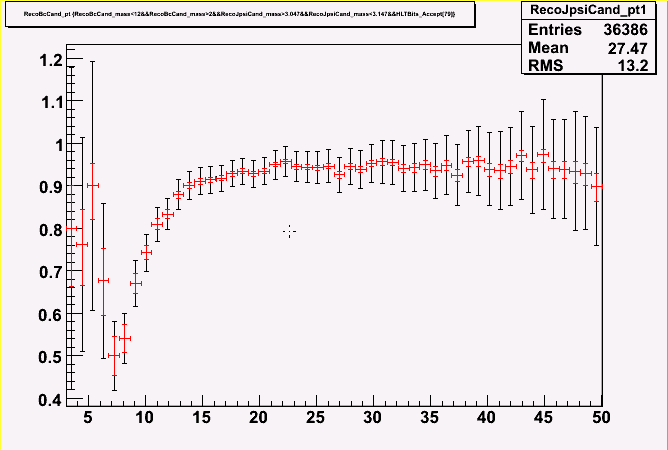 RecoBcCand_pt {RecoBcCand_mass<12&&RecoBcCand_mass>2&&RecoJpsiCand_mass>3.047&&RecoJpsiCand_mass<3.147&&HLTBits_Accept[79]}
RecoJpsiCand_pt1
Entries 36386
Mean 27.47
RMS 13.2
1.2
1.1
1
0.9
0.8
0.7
0.6
0.5
0.4
5 10 15 20 25 30 35 40 45 50